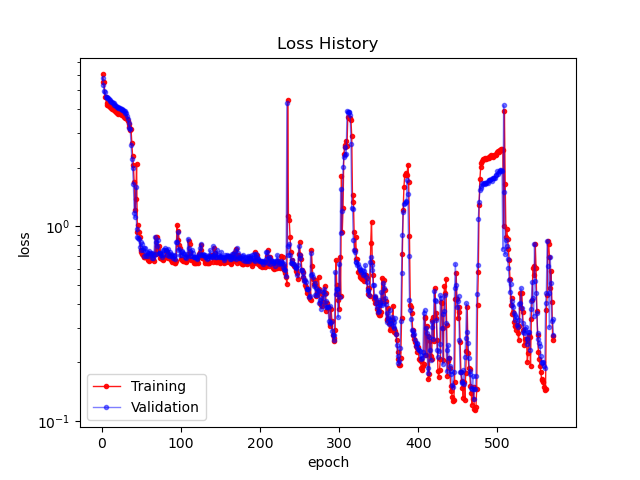 Loss History
loss
10⁰
10⁻¹
Training
Validation
0 100 200 300 400 500
epoch